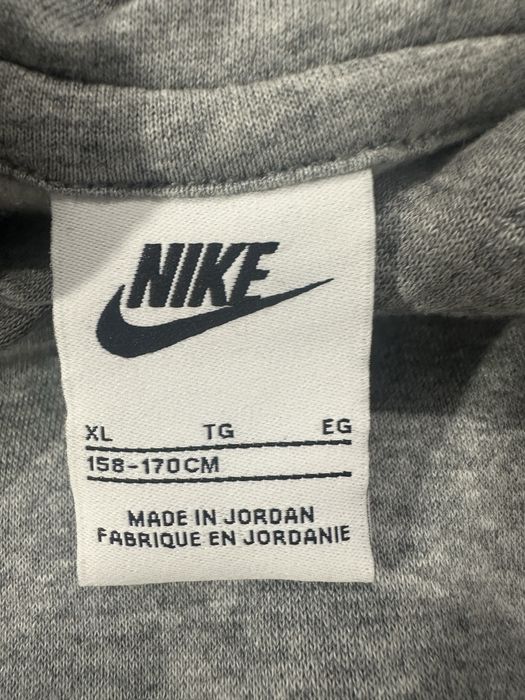 NIKE
XL TG EG
158-170CM
MADE IN JORDAN
FABRIQUE EN JORDANIE